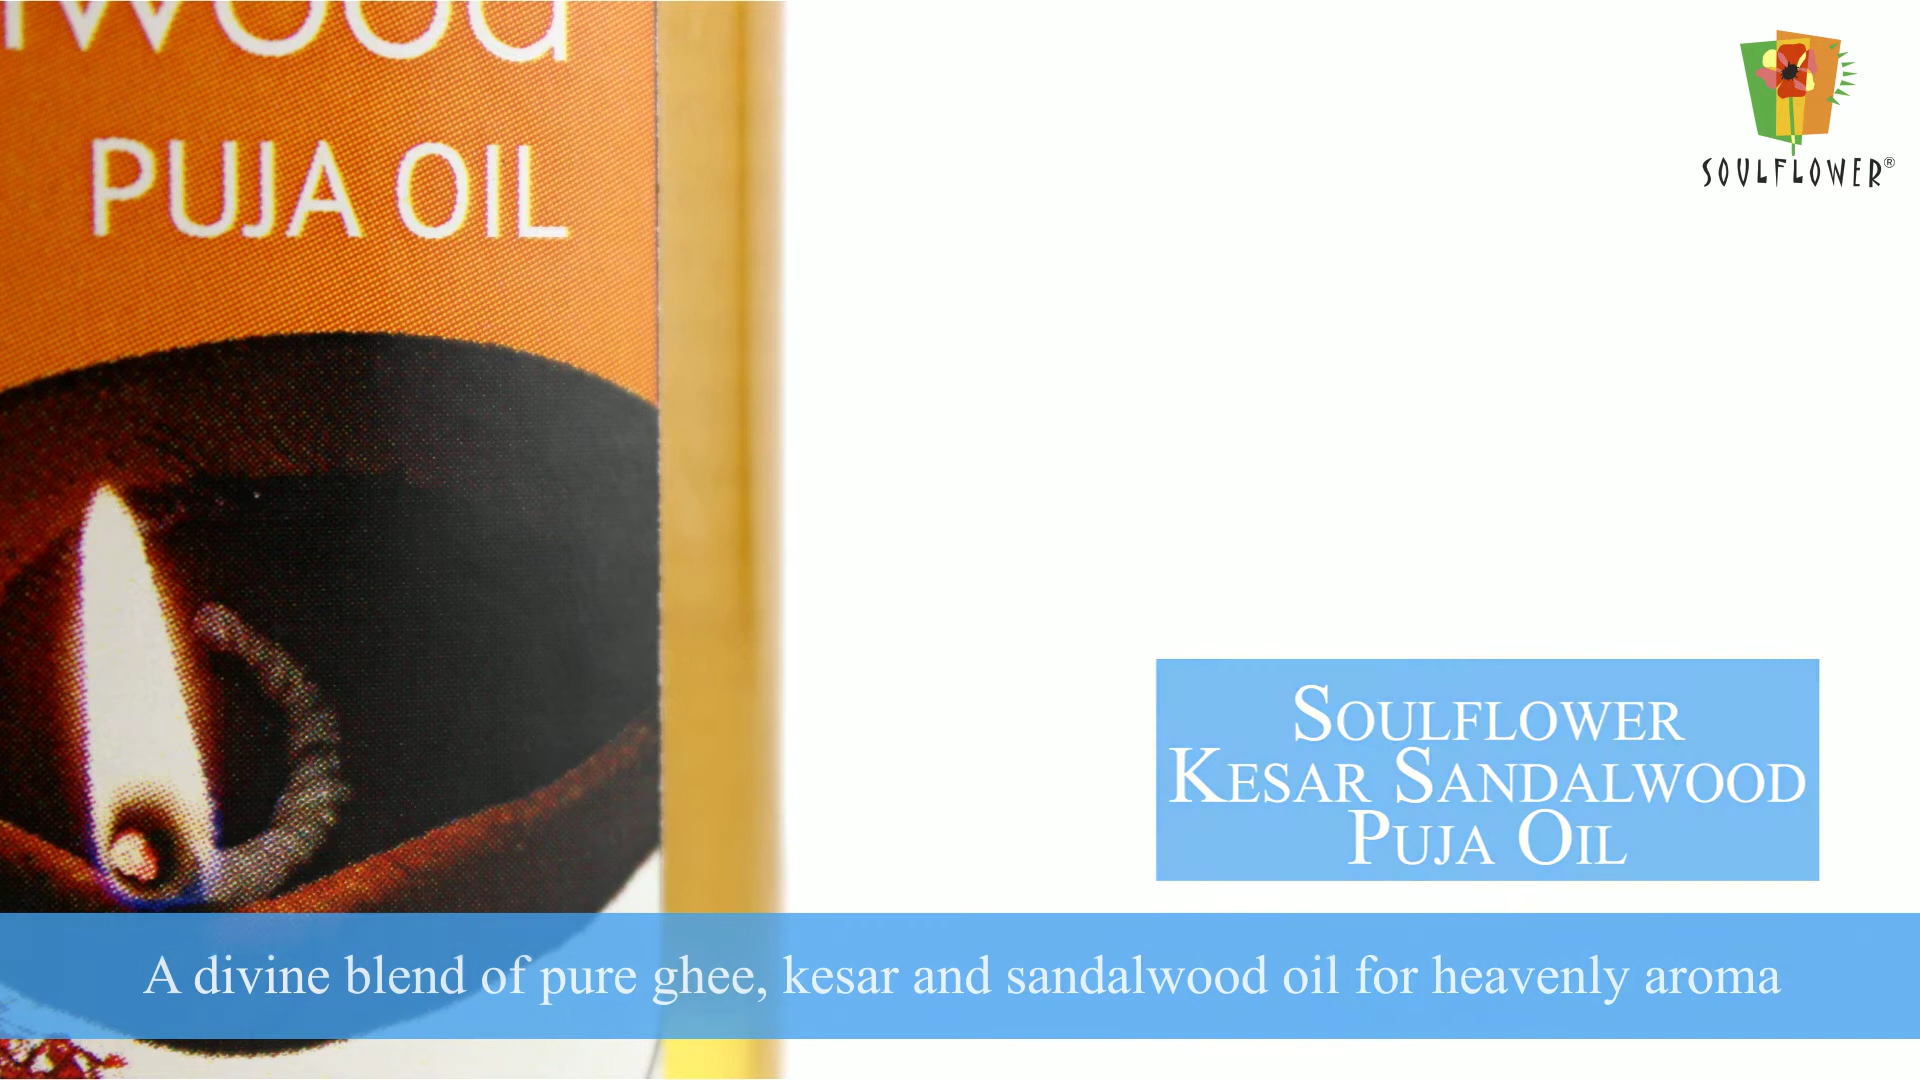 PUJA OIL
SOULFLOWER®
SOULFLOWER
KESAR SANDALWOOD
PUJA OIL
A divine blend of pure ghee, kesar and sandalwood oil for heavenly aroma